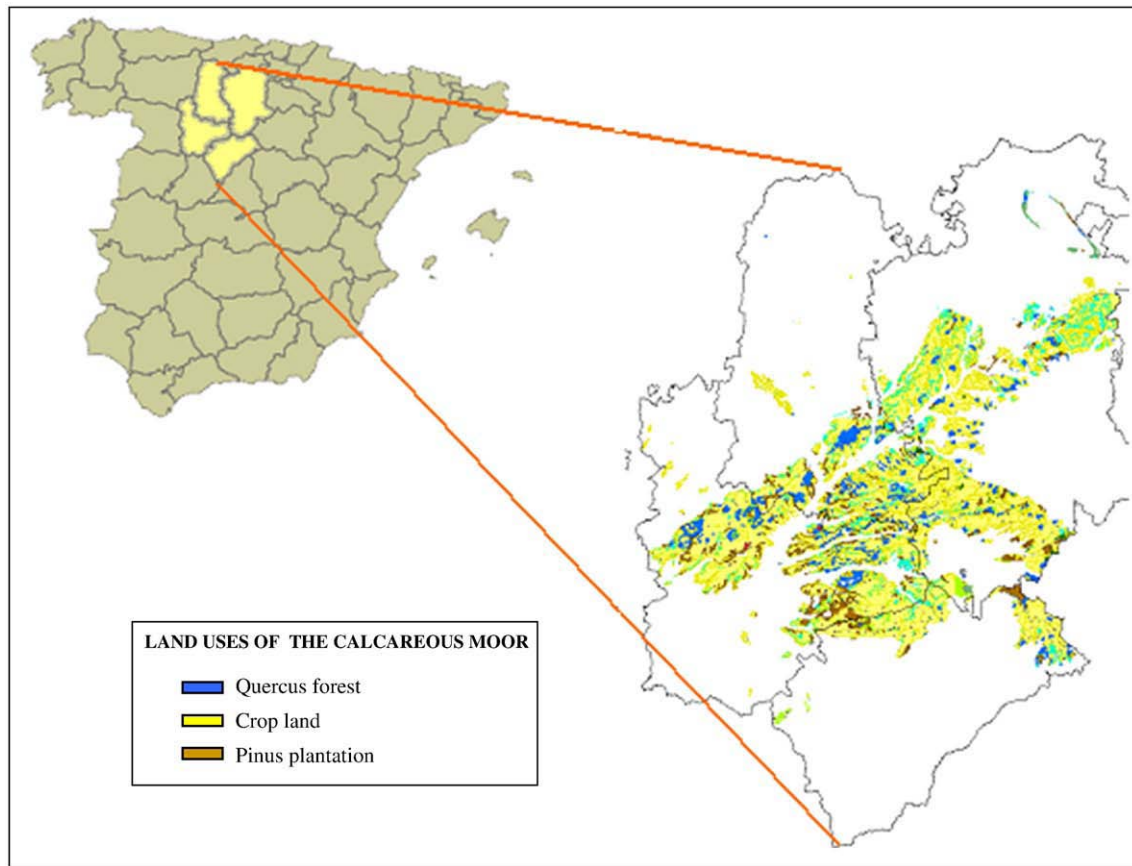 LAND USES OF THE CALCAREOUS MOOR
Quercus forest
Crop land
Pinus plantation